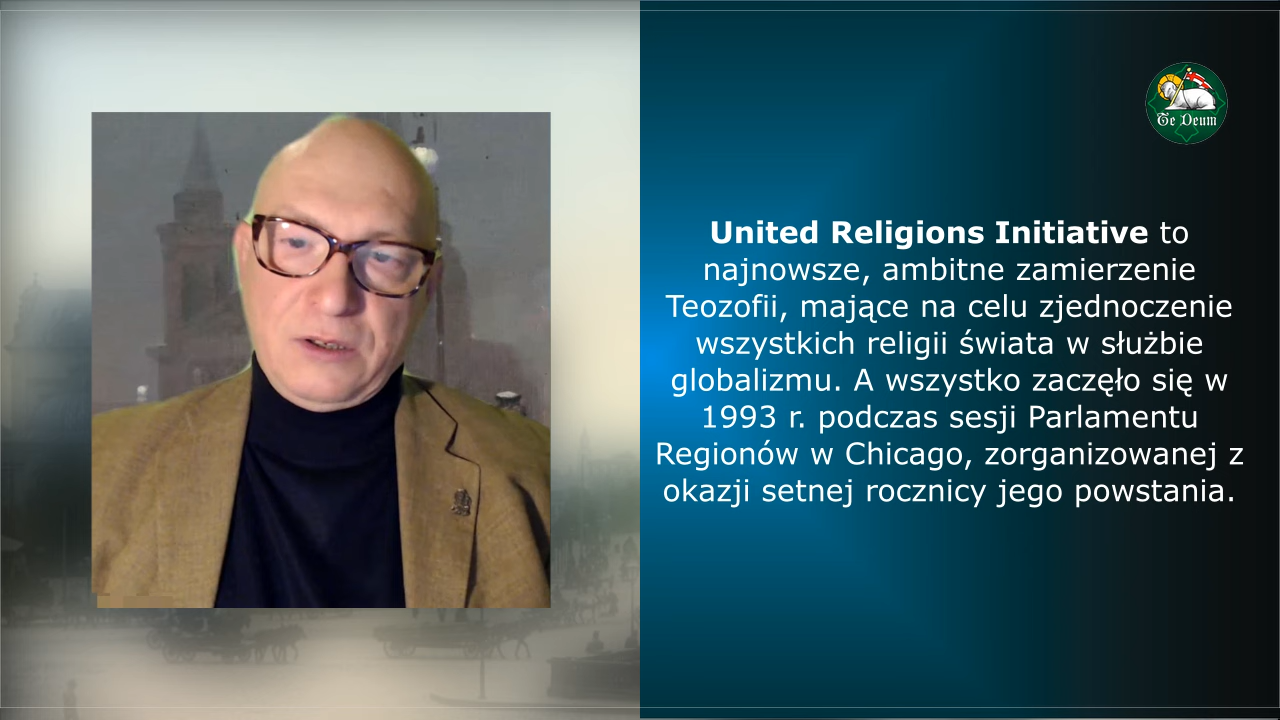 Te Deum
United Religions Initiative to
najnowsze, ambitne zamierzenie
Teozofii, mające na celu zjednoczenie
wszystkich religii świata w służbie
globalizmu. A wszystko zaczęło się w
1993 r. podczas sesji Parlamentu
Regionów w Chicago, zorganizowanej z
okazji setnej rocznicy jego powstania.